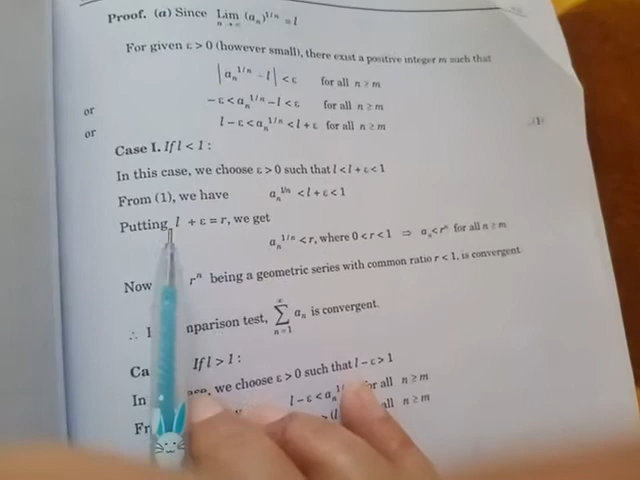 Proof. (a) Since Lim n→∞ (aₙ)^1/n = l
For given ε > 0 (however small), there exist a positive integer m such that
|aₙ^1/n – l| < ε for all n ≥ m
or – ε < aₙ^1/n – l < ε for all n ≥ m
or l – ε < aₙ^1/n < l + ε for all n ≥ m ...(1)
Case I. If l < 1 :
In this case, we choose ε > 0 such that l < l + ε < 1
From (1), we have aₙ^1/n < l + ε < 1
Putting l + ε = r, we get
aₙ^1/n < r, where 0 < r < 1 ⇒ aₙ < rⁿ for all n ≥ m
Now rⁿ being a geometric series with common ratio r < 1, is convergent.
∴ test, ∑ n=1 ∞ aₙ is convergent.
If l > 1 :
In we choose ε > 0 such that l – ε > 1
l – ε < aₙ for all n ≥ m
all n ≥ m